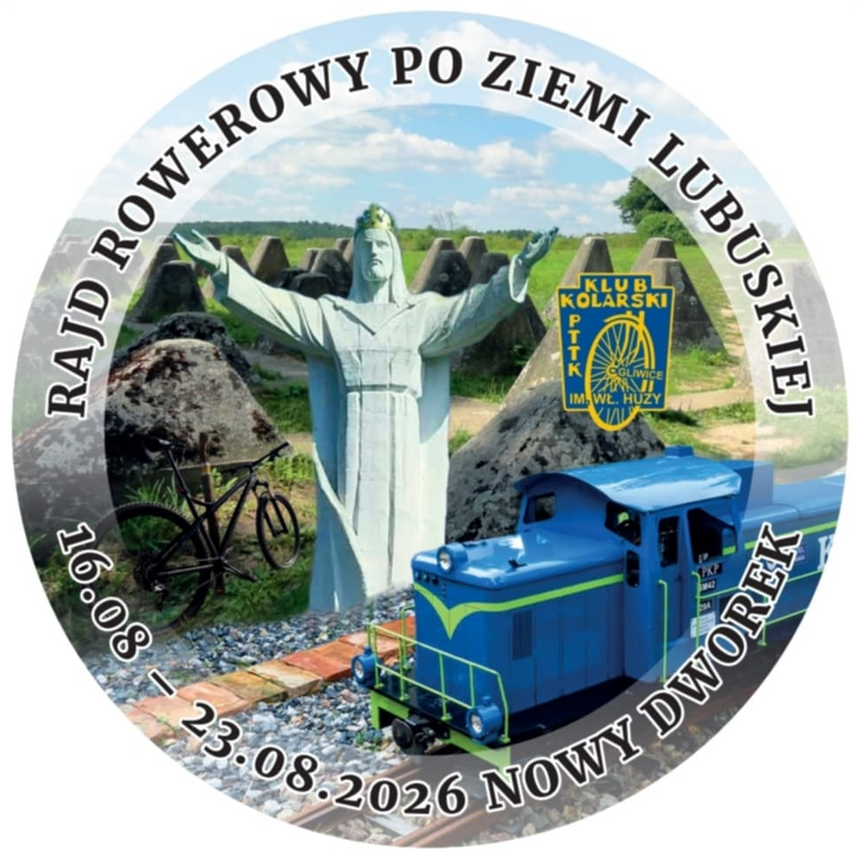 RAJD ROWEROWY PO ZIEMI LUBUSKIEJ
KLUB
KOLARSKI
PTTK
GLIWICE
IM. WŁ. HUZY
PKP
SM42
K
16.08 – 23.08.2026 NOWY DWOREK